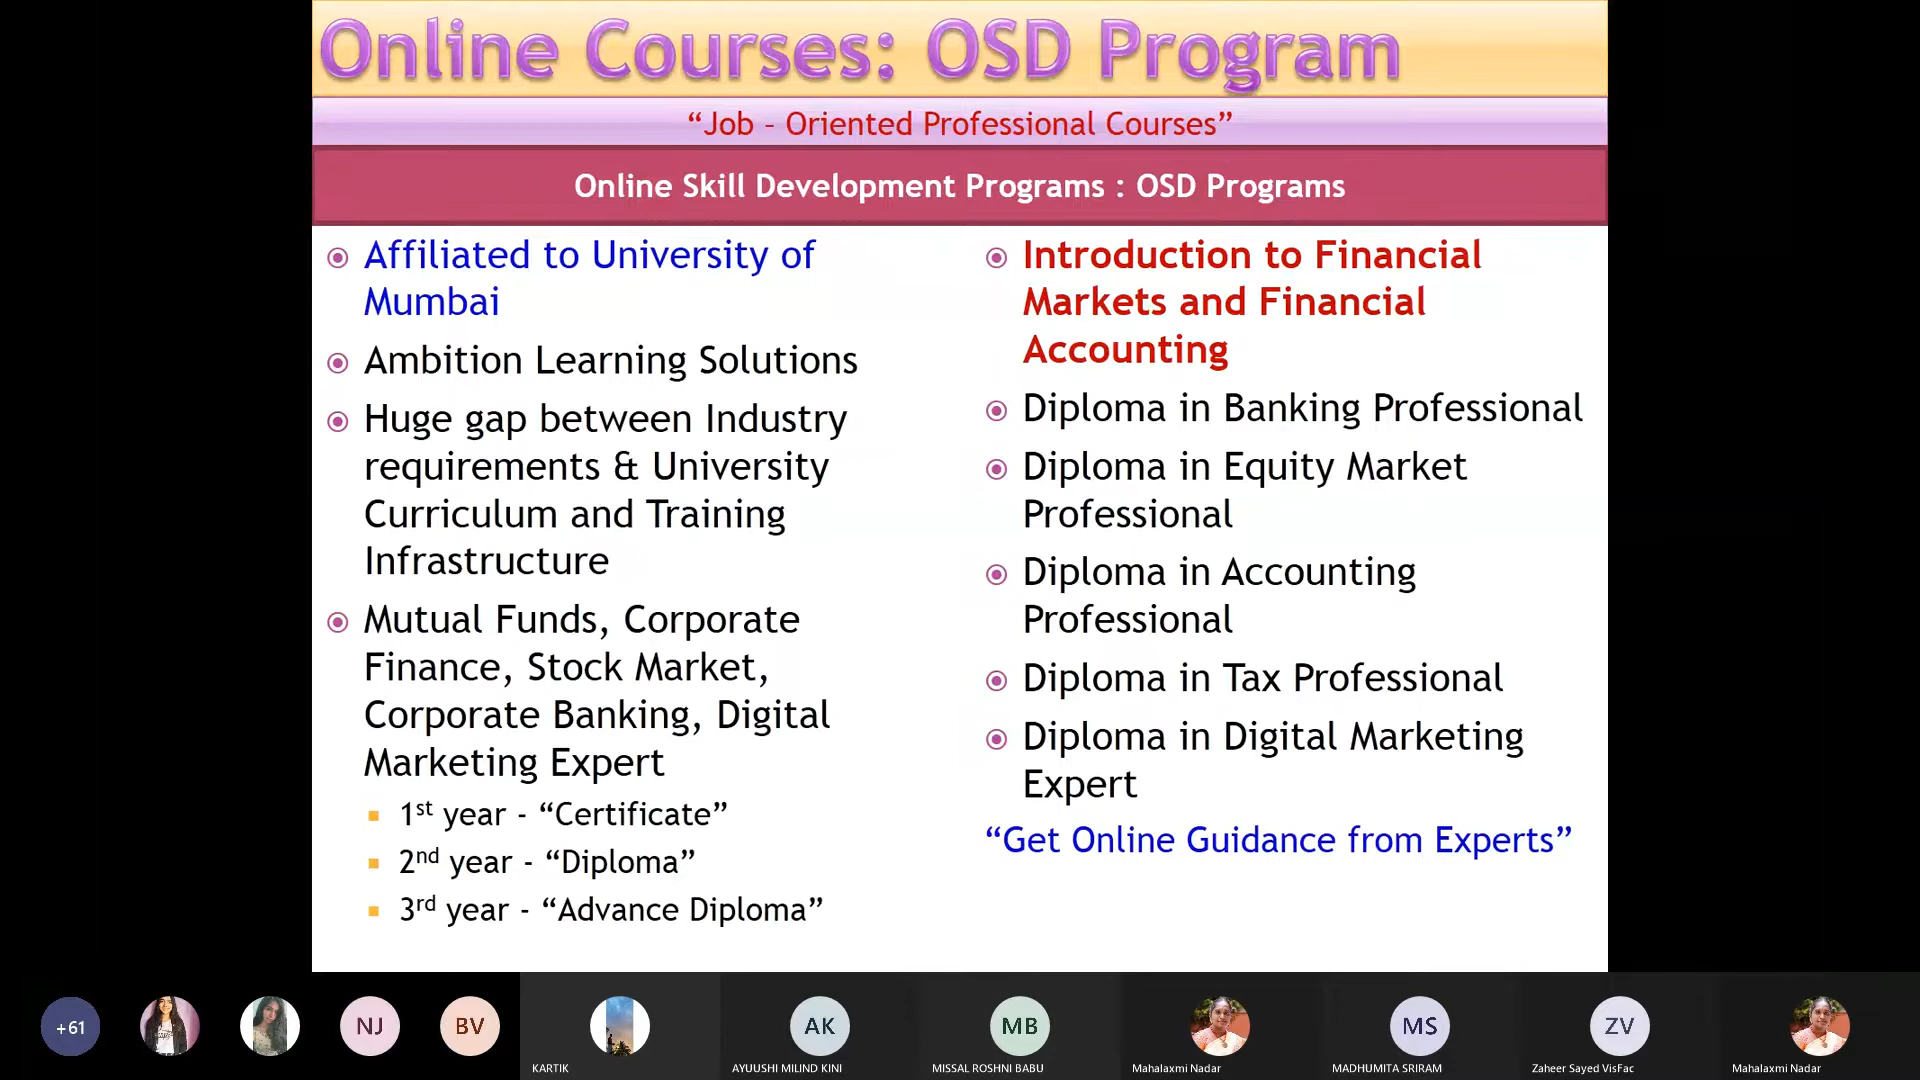 Online Courses: OSD Program
“Job – Oriented Professional Courses”
Online Skill Development Programs : OSD Programs
Affiliated to University of
Mumbai
Ambition Learning Solutions
Huge gap between Industry
requirements & University
Curriculum and Training
Infrastructure
Mutual Funds, Corporate
Finance, Stock Market,
Corporate Banking, Digital
Marketing Expert
1st year - “Certificate”
2nd year - “Diploma”
3rd year - “Advance Diploma”
Introduction to Financial
Markets and Financial
Accounting
Diploma in Banking Professional
Diploma in Equity Market
Professional
Diploma in Accounting
Professional
Diploma in Tax Professional
Diploma in Digital Marketing
Expert
“Get Online Guidance from Experts”
+61
NJ
BV
KARTIK
AK
AYUUSHI MILIND KINI
MB
MISSAL ROSHNI BABU
Mahalaxmi Nadar
MS
MADHUMITA SRIRAM
ZV
Zaheer Sayed VisFac
Mahalaxmi Nadar